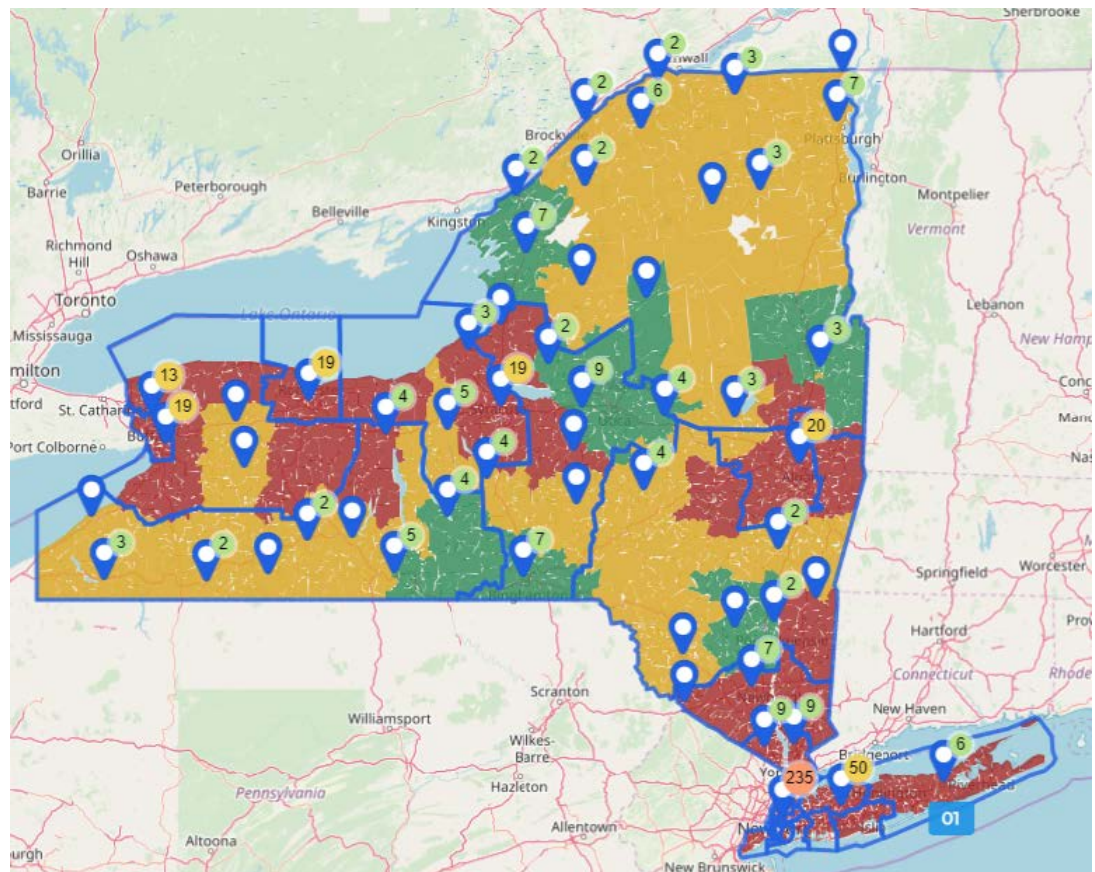 Sherbrooke
2
3
7
2
6
Brockville
Plattsburgh
Orillia
2
2
3
Barrie
Peterborough
Burlington
Montpelier
Belleville
Kingston
7
Vermont
Richmond
Hill
Oshawa
Toronto
Lebanon
Lake Ontario
3
2
3
Mississauga
New Hamp
milton
13
19
19
9
4
3
Conc
tford
St. Cathar
19
4
5
Manc
Port Colborne
20
4
4
Nas
4
2
2
3
2
5
7
Worcester
Springfield
2
Prov
Hartford
7
Connecticut
Rhode
Scranton
New Haven
Williamsport
9
9
Wilkes-
Barre
Bridgeport
6
Hazleton
235
50
Pennsylvania
01
Allentown
Altoona
New Brunswick
burgh